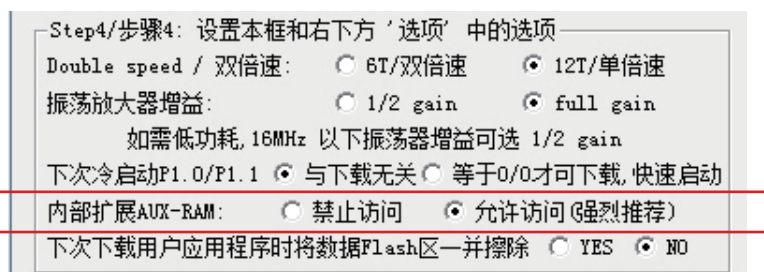 Step4/步骤4: 设置本框和右下方 '选项' 中的选项
Double speed / 双倍速: 6T/双倍速 12T/单倍速
振荡放大器增益: 1/2 gain full gain
如需低功耗,16MHz 以下振荡器增益可选 1/2 gain
下次冷启动P1.0/P1.1 与下载无关 等于0/0才可下载,快速启动
内部扩展AUX-RAM: 禁止访问 允许访问(强烈推荐)
下次下载用户应用程序时将数据Flash区一并擦除 YES NO